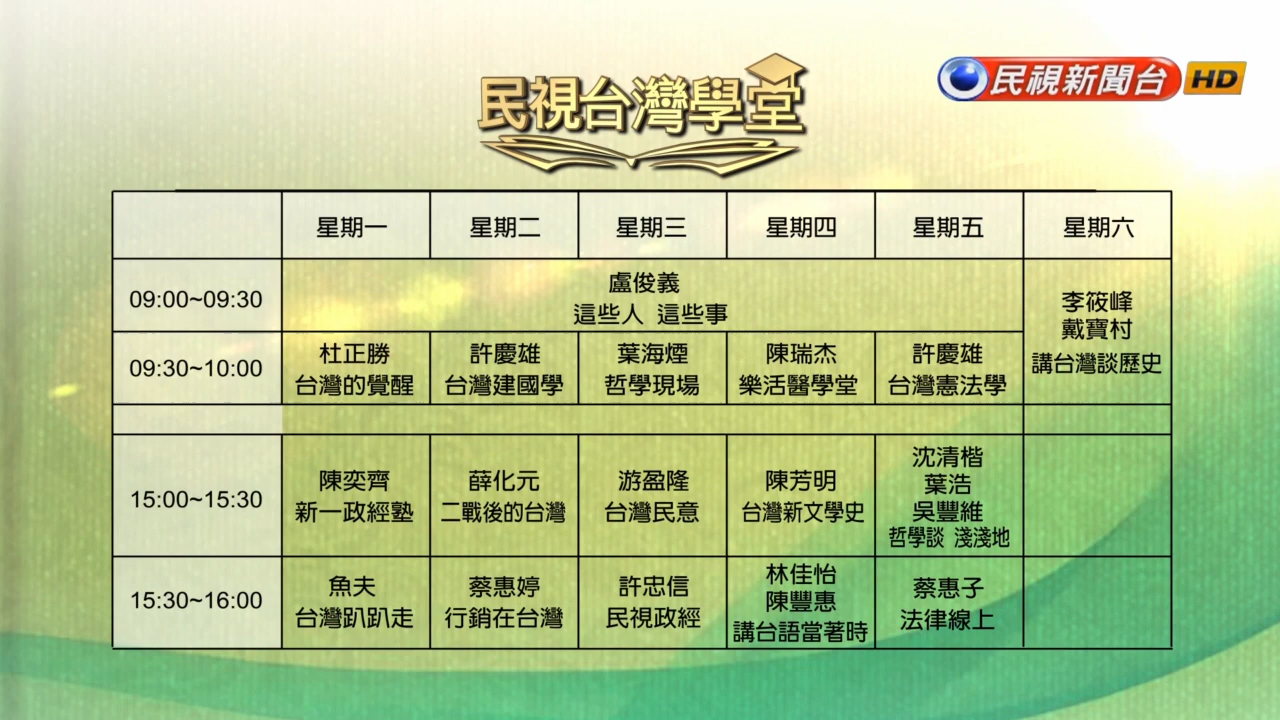 民視台灣學堂
民視新聞台 HD
星期一 星期二 星期三 星期四 星期五 星期六
09:00~09:30
盧俊義
這些人 這些事
李筱峰
戴寶村
講台灣談歷史
09:30~10:00
杜正勝
台灣的覺醒
許慶雄
台灣建國學
葉海煙
哲學現場
陳瑞杰
樂活醫學堂
許慶雄
台灣憲法學
15:00~15:30
陳奕齊
新一政經塾
薛化元
二戰後的台灣
游盈隆
台灣民意
陳芳明
台灣新文學史
沈清楷
葉浩
吳豐維
哲學談 淺淺地
15:30~16:00
魚夫
台灣趴趴走
蔡惠婷
行銷在台灣
許忠信
民視政經
林佳怡
陳豐惠
講台語當著時
蔡惠子
法律線上